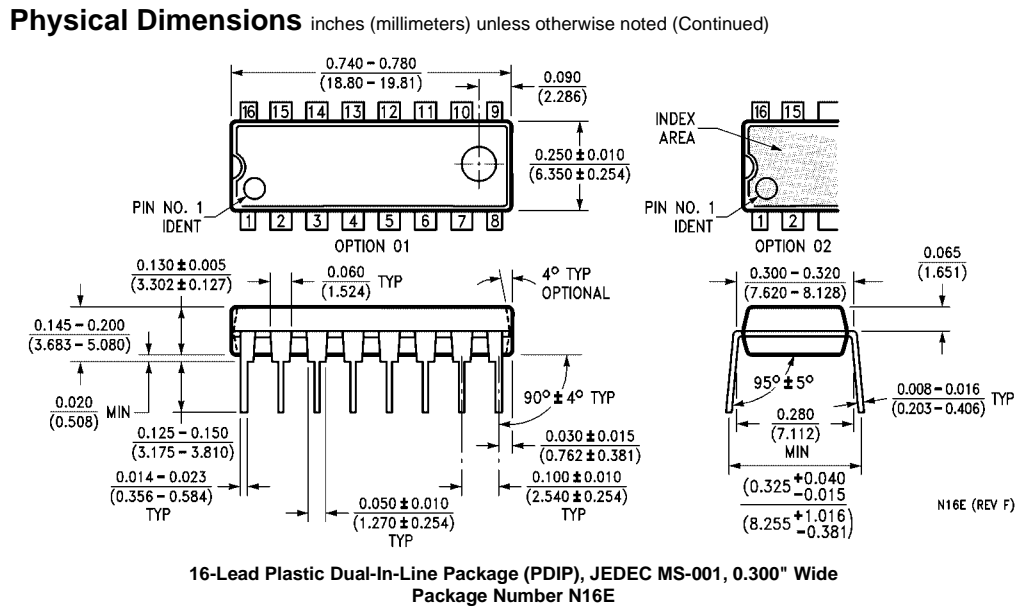 Physical Dimensions inches (millimeters) unless otherwise noted (Continued)
0.740 – 0.780
(18.80 – 19.81)
0.090
(2.286)
16 15 14 13 12 11 10 9
0.250 ± 0.010
(6.350 ± 0.254)
PIN NO. 1
IDENT
1 2 3 4 5 6 7 8
OPTION 01
16 15
INDEX
AREA
PIN NO. 1
IDENT
1 2
OPTION 02
0.130 ± 0.005
(3.302 ± 0.127)
0.060
(1.524)
TYP
4° TYP
OPTIONAL
0.145 – 0.200
(3.683 – 5.080)
0.020
(0.508)
MIN
0.125 – 0.150
(3.175 – 3.810)
0.014 – 0.023
(0.356 – 0.584)
TYP
0.050 ± 0.010
(1.270 ± 0.254)
TYP
90° ± 4° TYP
0.030 ± 0.015
(0.762 ± 0.381)
0.100 ± 0.010
(2.540 ± 0.254)
TYP
0.300 – 0.320
(7.620 – 8.128)
0.065
(1.651)
95° ± 5°
0.008 – 0.016
(0.203 – 0.406)
TYP
0.280
(7.112)
MIN
(0.325 +0.040
–0.015
(8.255 +1.016
–0.381)
N16E (REV F)
16-Lead Plastic Dual-In-Line Package (PDIP), JEDEC MS-001, 0.300" Wide
Package Number N16E